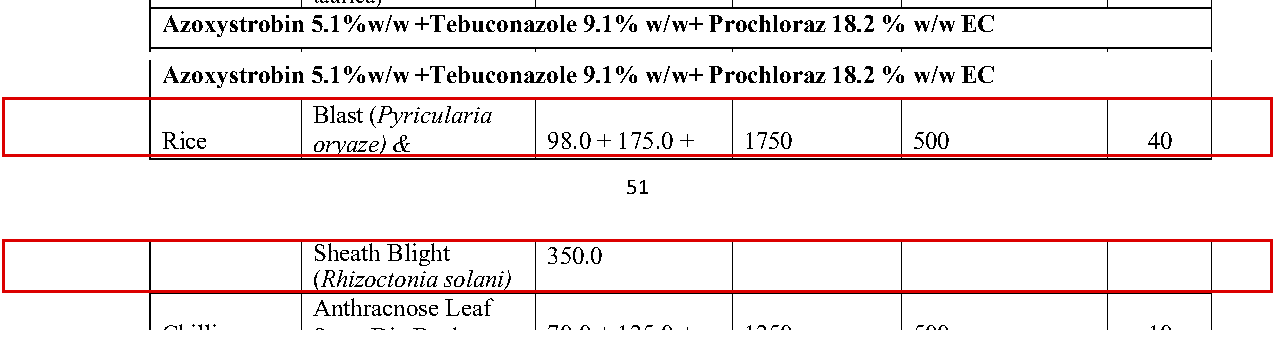 Azoxystrobin 5.1%w/w +Tebuconazole 9.1% w/w+ Prochloraz 18.2 % w/w EC
Azoxystrobin 5.1%w/w +Tebuconazole 9.1% w/w+ Prochloraz 18.2 % w/w EC
Blast (Pyricularia
Rice oryaze) & 98.0 + 175.0 + 1750 500 40
51
Sheath Blight 350.0
(Rhizoctonia solani)
Anthracnose Leaf